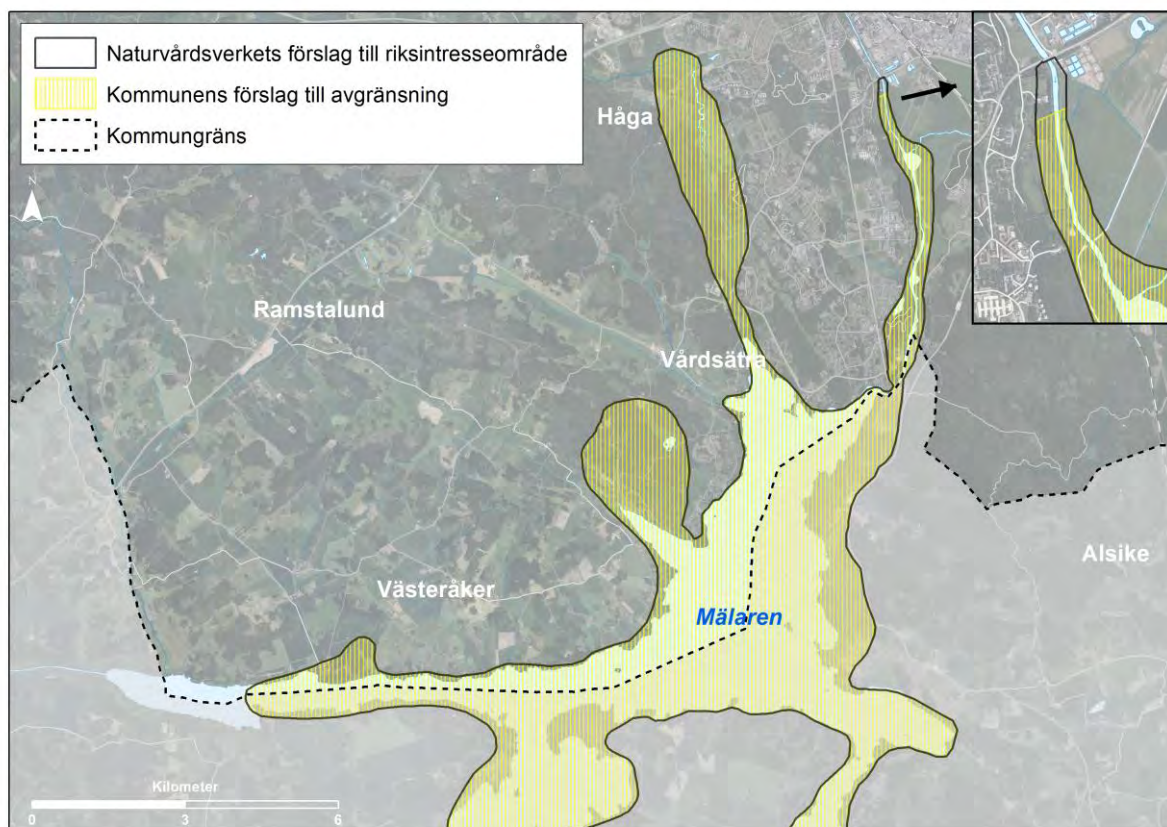 Naturvårdsverkets förslag till riksintresseområde
Kommunens förslag till avgränsning
Kommungräns
N
Håga
Ramstalund
Vårdsätra
Västeråker
Mälaren
Alsike
Kilometer
0 3 6